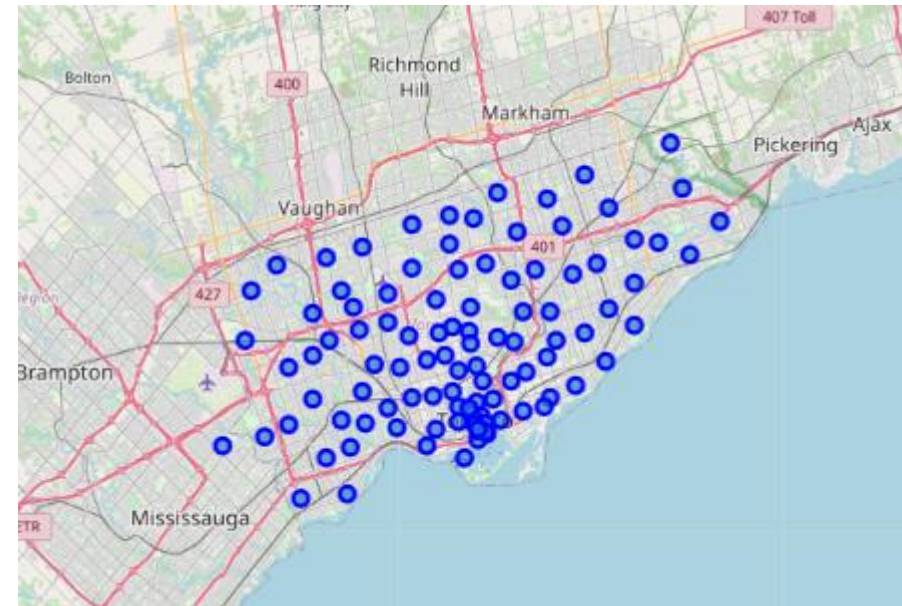 407 Toll
Bolton
400
Richmond
Hill
Markham
Ajax
Pickering
Vaughan
401
427
Brampton
Mississauga
ETR